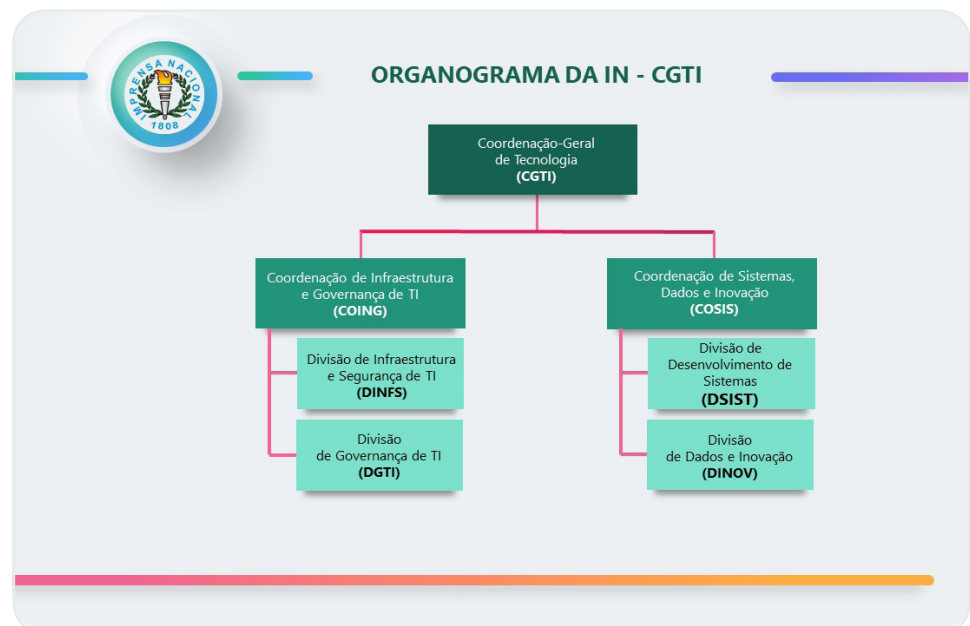 IMPRENSA NACIONAL
1808
ORGANOGRAMA DA IN - CGTI
Coordenação-Geral
de Tecnologia
(CGTI)
Coordenação de Infraestrutura
e Governança de TI
(COING)
Divisão de Infraestrutura
e Segurança de TI
(DINFS)
Divisão
de Governança de TI
(DGTI)
Coordenação de Sistemas,
Dados e Inovação
(COSIS)
Divisão de
Desenvolvimento de
Sistemas
(DSIST)
Divisão
de Dados e Inovação
(DINOV)